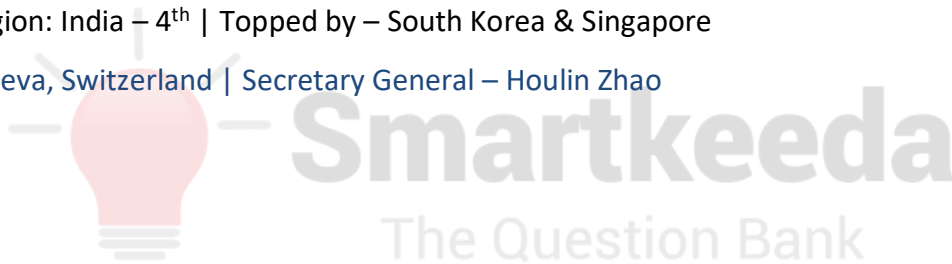 gion: India – 4th | Topped by – South Korea & Singapore
eva, Switzerland | Secretary General – Houlin Zhao
Smartkeeda
The Question Bank